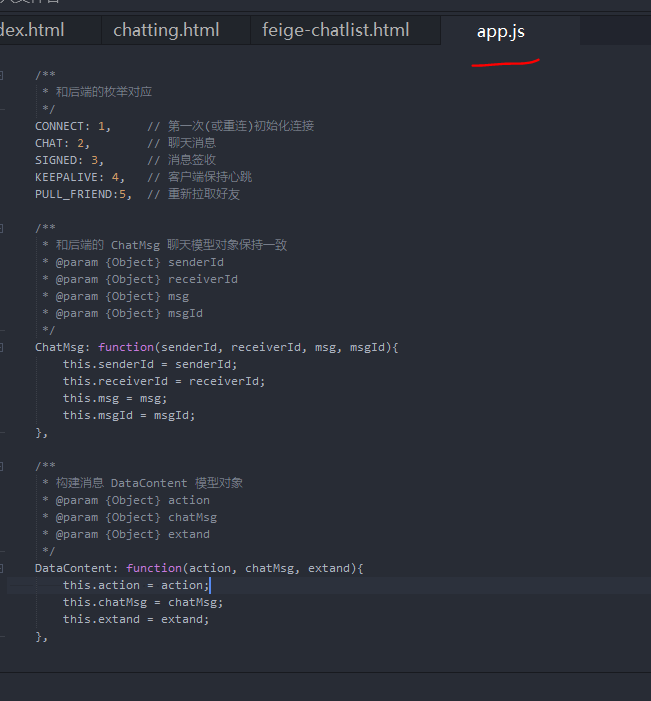 dex.html chatting.html feige-chatlist.html app.js
/**
* 和后端的枚举对应
*/
CONNECT: 1, // 第一次(或重连)初始化连接
CHAT: 2, // 聊天消息
SIGNED: 3, // 消息签收
KEEPALIVE: 4, // 客户端保持心跳
PULL_FRIEND:5, // 重新拉取好友
/**
* 和后端的 ChatMsg 聊天模型对象保持一致
* @param {Object} senderId
* @param {Object} receiverId
* @param {Object} msg
* @param {Object} msgId
*/
ChatMsg: function(senderId, receiverId, msg, msgId){
this.senderId = senderId;
this.receiverId = receiverId;
this.msg = msg;
this.msgId = msgId;
},
/**
* 构建消息 DataContent 模型对象
* @param {Object} action
* @param {Object} chatMsg
* @param {Object} extand
*/
DataContent: function(action, chatMsg, extand){
this.action = action;
this.chatMsg = chatMsg;
this.extand = extand;
},